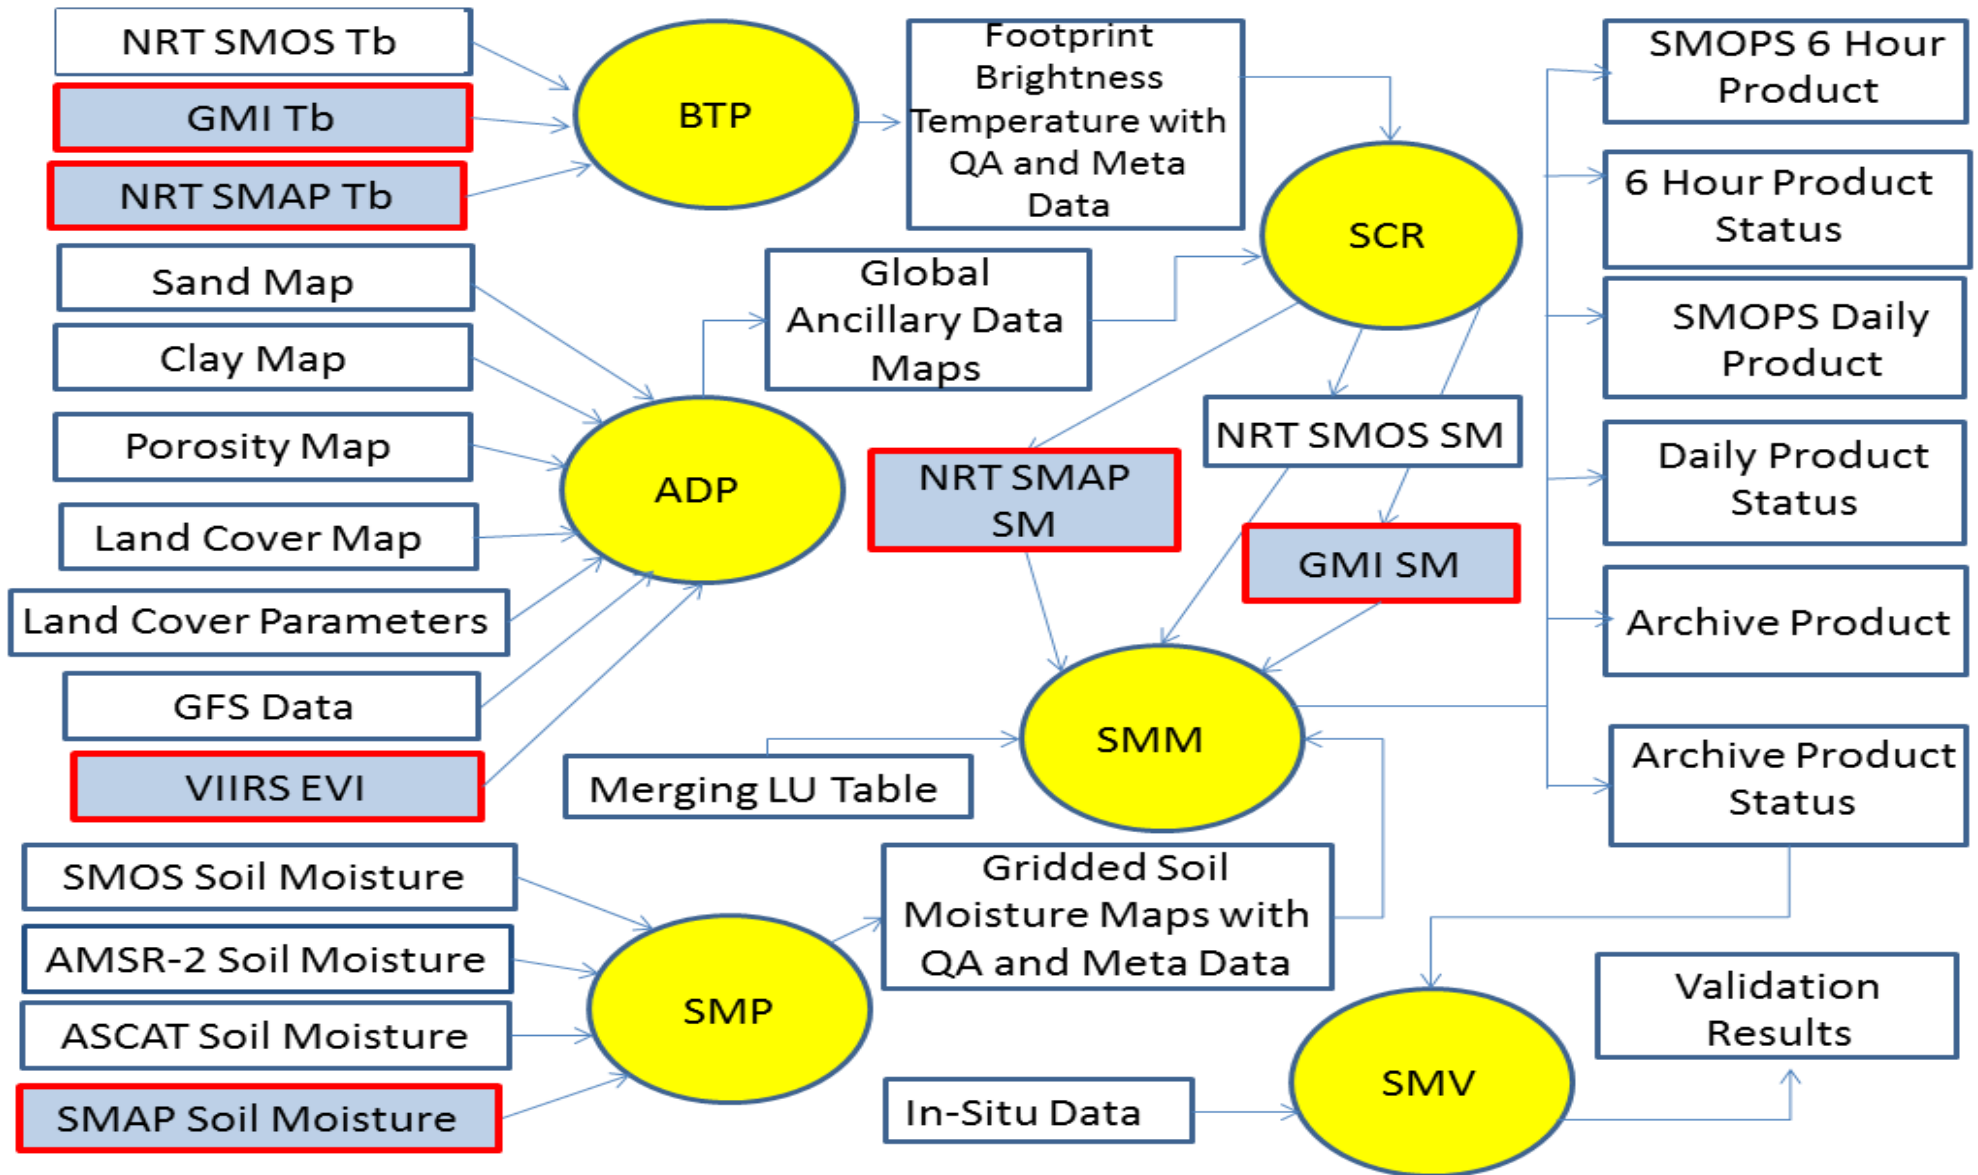 NRT SMOS Tb
GMI Tb
NRT SMAP Tb
BTP
Footprint
Brightness
Temperature with
QA and Meta
Data
SCR
SMOPS 6 Hour
Product
6 Hour Product
Status
SMOPS Daily
Product
Daily Product
Status
Archive Product
Archive Product
Status
Sand Map
Clay Map
Porosity Map
Land Cover Map
Land Cover Parameters
GFS Data
VIIRS EVI
ADP
Global
Ancillary Data
Maps
NRT SMAP
SM
NRT SMOS SM
GMI SM
SMM
Merging LU Table
SMOS Soil Moisture
AMSR-2 Soil Moisture
ASCAT Soil Moisture
SMAP Soil Moisture
SMP
Gridded Soil
Moisture Maps with
QA and Meta Data
In-Situ Data
SMV
Validation
Results